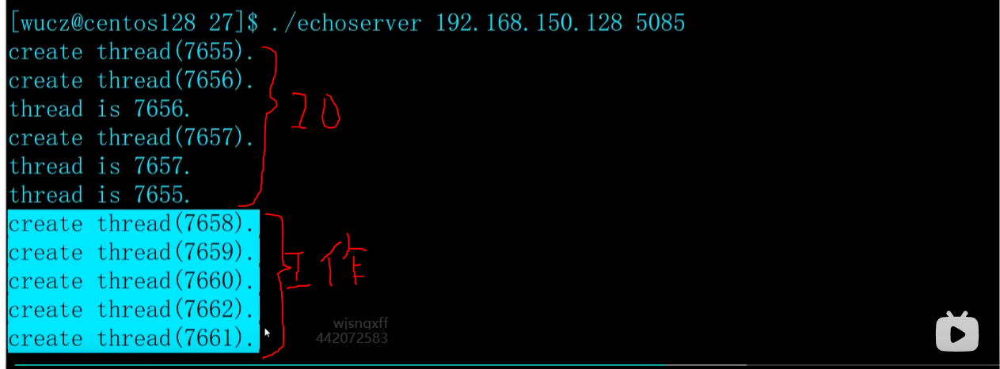 [wucz@centos128 27]$ ./echoserver 192.168.150.128 5085
create thread(7655).
create thread(7656).
thread is 7656.
IO
create thread(7657).
thread is 7657.
thread is 7655.
create thread(7658).
create thread(7659).
工作
create thread(7660).
create thread(7662).
create thread(7661).
wjsnqxff
442072583